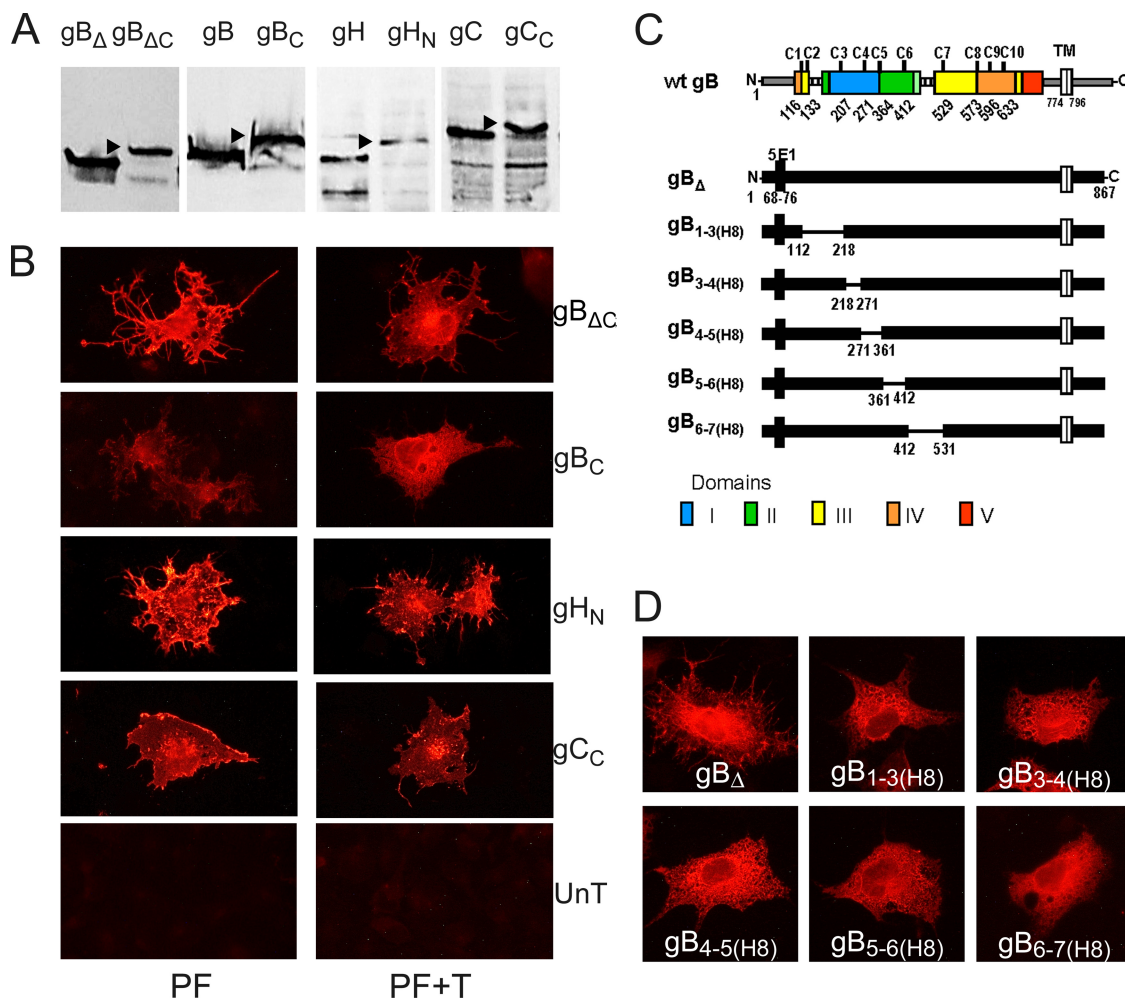 A
gBΔ gBΔC gB gBC gH gHN gC gCC
B
gBΔC
gBC
gHN
gCC
UnT
PF PF+T
C
C1 C2 C3 C4 C5 C6 C7 C8 C9 C10 TM
wt gB N C
1 116 133 207 271 364 412 529 573 596 633 774 796
5E1
gBΔ N C
1 68-76 867
gB1-3(H8)
112 218
gB3-4(H8)
218 271
gB4-5(H8)
271 361
gB5-6(H8)
361 412
gB6-7(H8)
412 531
Domains
I II III IV V
D
gBΔ gB1-3(H8) gB3-4(H8)
gB4-5(H8) gB5-6(H8) gB6-7(H8)